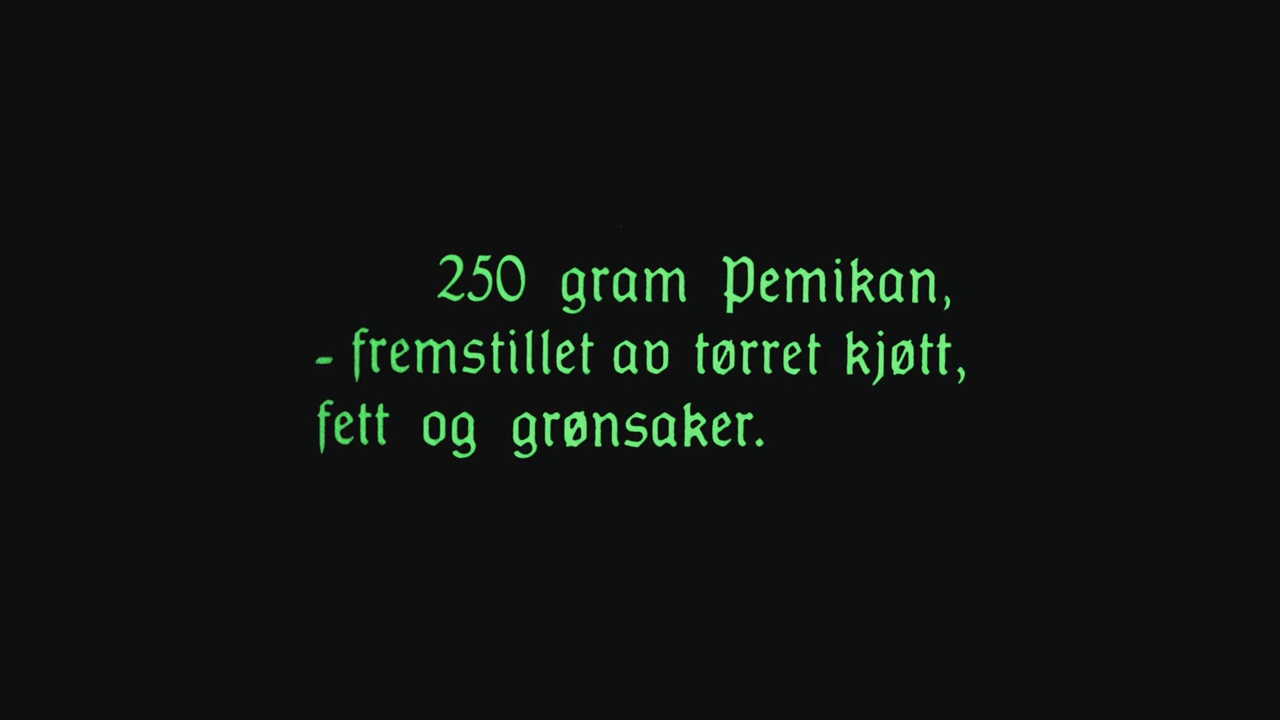 250 gram Pemikan,
- fremstillet av tørret kjøtt,
fett og grønsaker.